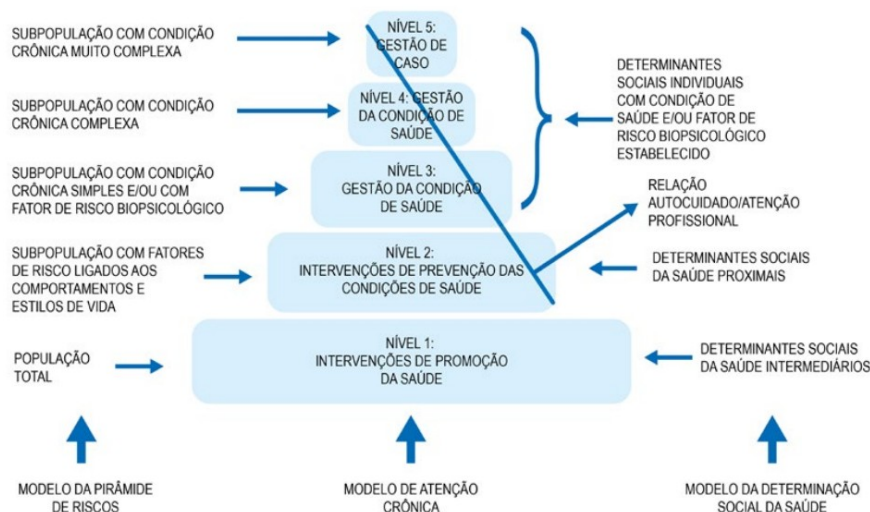 SUBPOPULAÇÃO COM CONDIÇÃO
CRÔNICA MUITO COMPLEXA
SUBPOPULAÇÃO COM CONDIÇÃO
CRÔNICA COMPLEXA
SUBPOPULAÇÃO COM CONDIÇÃO
CRÔNICA SIMPLES E/OU COM
FATOR DE RISCO BIOPSICOLÓGICO
SUBPOPULAÇÃO COM FATORES
DE RISCO LIGADOS AOS
COMPORTAMENTOS E
ESTILOS DE VIDA
POPULAÇÃO
TOTAL
MODELO DA PIRÂMIDE
DE RISCOS
NÍVEL 5:
GESTÃO DE
CASO
NÍVEL 4: GESTÃO
DA CONDIÇÃO DE
SAÚDE
NÍVEL 3:
GESTÃO DA CONDIÇÃO
DE SAÚDE
NÍVEL 2:
INTERVENÇÕES DE PREVENÇÃO DAS
CONDIÇÕES DE SAÚDE
NÍVEL 1:
INTERVENÇÕES DE PROMOÇÃO
DA SAÚDE
MODELO DE ATENÇÃO
CRÔNICA
DETERMINANTES
SOCIAIS INDIVIDUAIS
COM CONDIÇÃO DE
SAÚDE E/OU FATOR DE
RISCO BIOPSICOLÓGICO
ESTABELECIDO
RELAÇÃO
AUTOCUIDADO/ATENÇÃO
PROFISSIONAL
DETERMINANTES SOCIAIS
DA SAÚDE PROXIMAIS
DETERMINANTES SOCIAIS
DA SAÚDE INTERMEDIÁRIOS
MODELO DA DETERMINAÇÃO
SOCIAL DA SAÚDE